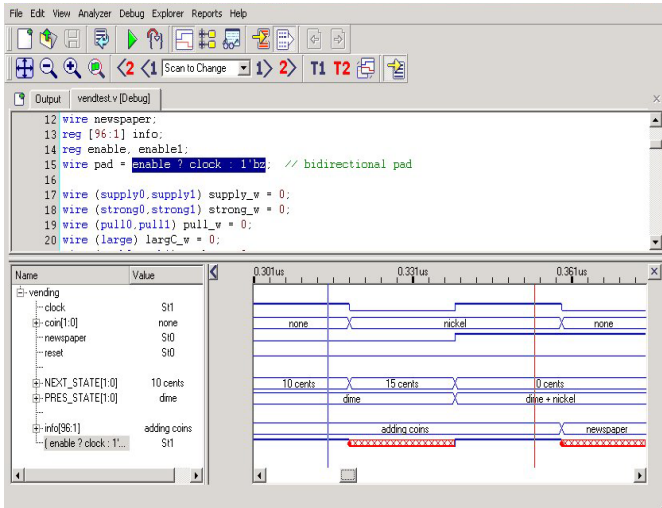 File Edit View Analyzer Debug Explorer Reports Help
<2 <1 Scan to Change 1> 2> T1 T2
Output vendtest.v [Debug]
12 wire newspaper;
13 reg [96:1] info;
14 reg enable, enable1;
15 wire pad = enable ? clock : 1'bz; // bidirectional pad
16
17 wire (supply0,supply1) supply_w = 0;
18 wire (strong0,strong1) strong_w = 0;
19 wire (pull0,pull1) pull_w = 0;
20 wire (large) largC_w = 0;
Name Value 0.301us 0.331us 0.361us
vending
clock St1
coin[1:0] none none nickel none
newspaper St0
reset St0
NEXT_STATE[1:0] 10 cents 10 cents 15 cents 0 cents
PRES_STATE[1:0] dime dime dime + nickel
info[96:1] adding coins adding coins newspaper
( enable ? clock : 1'... St1